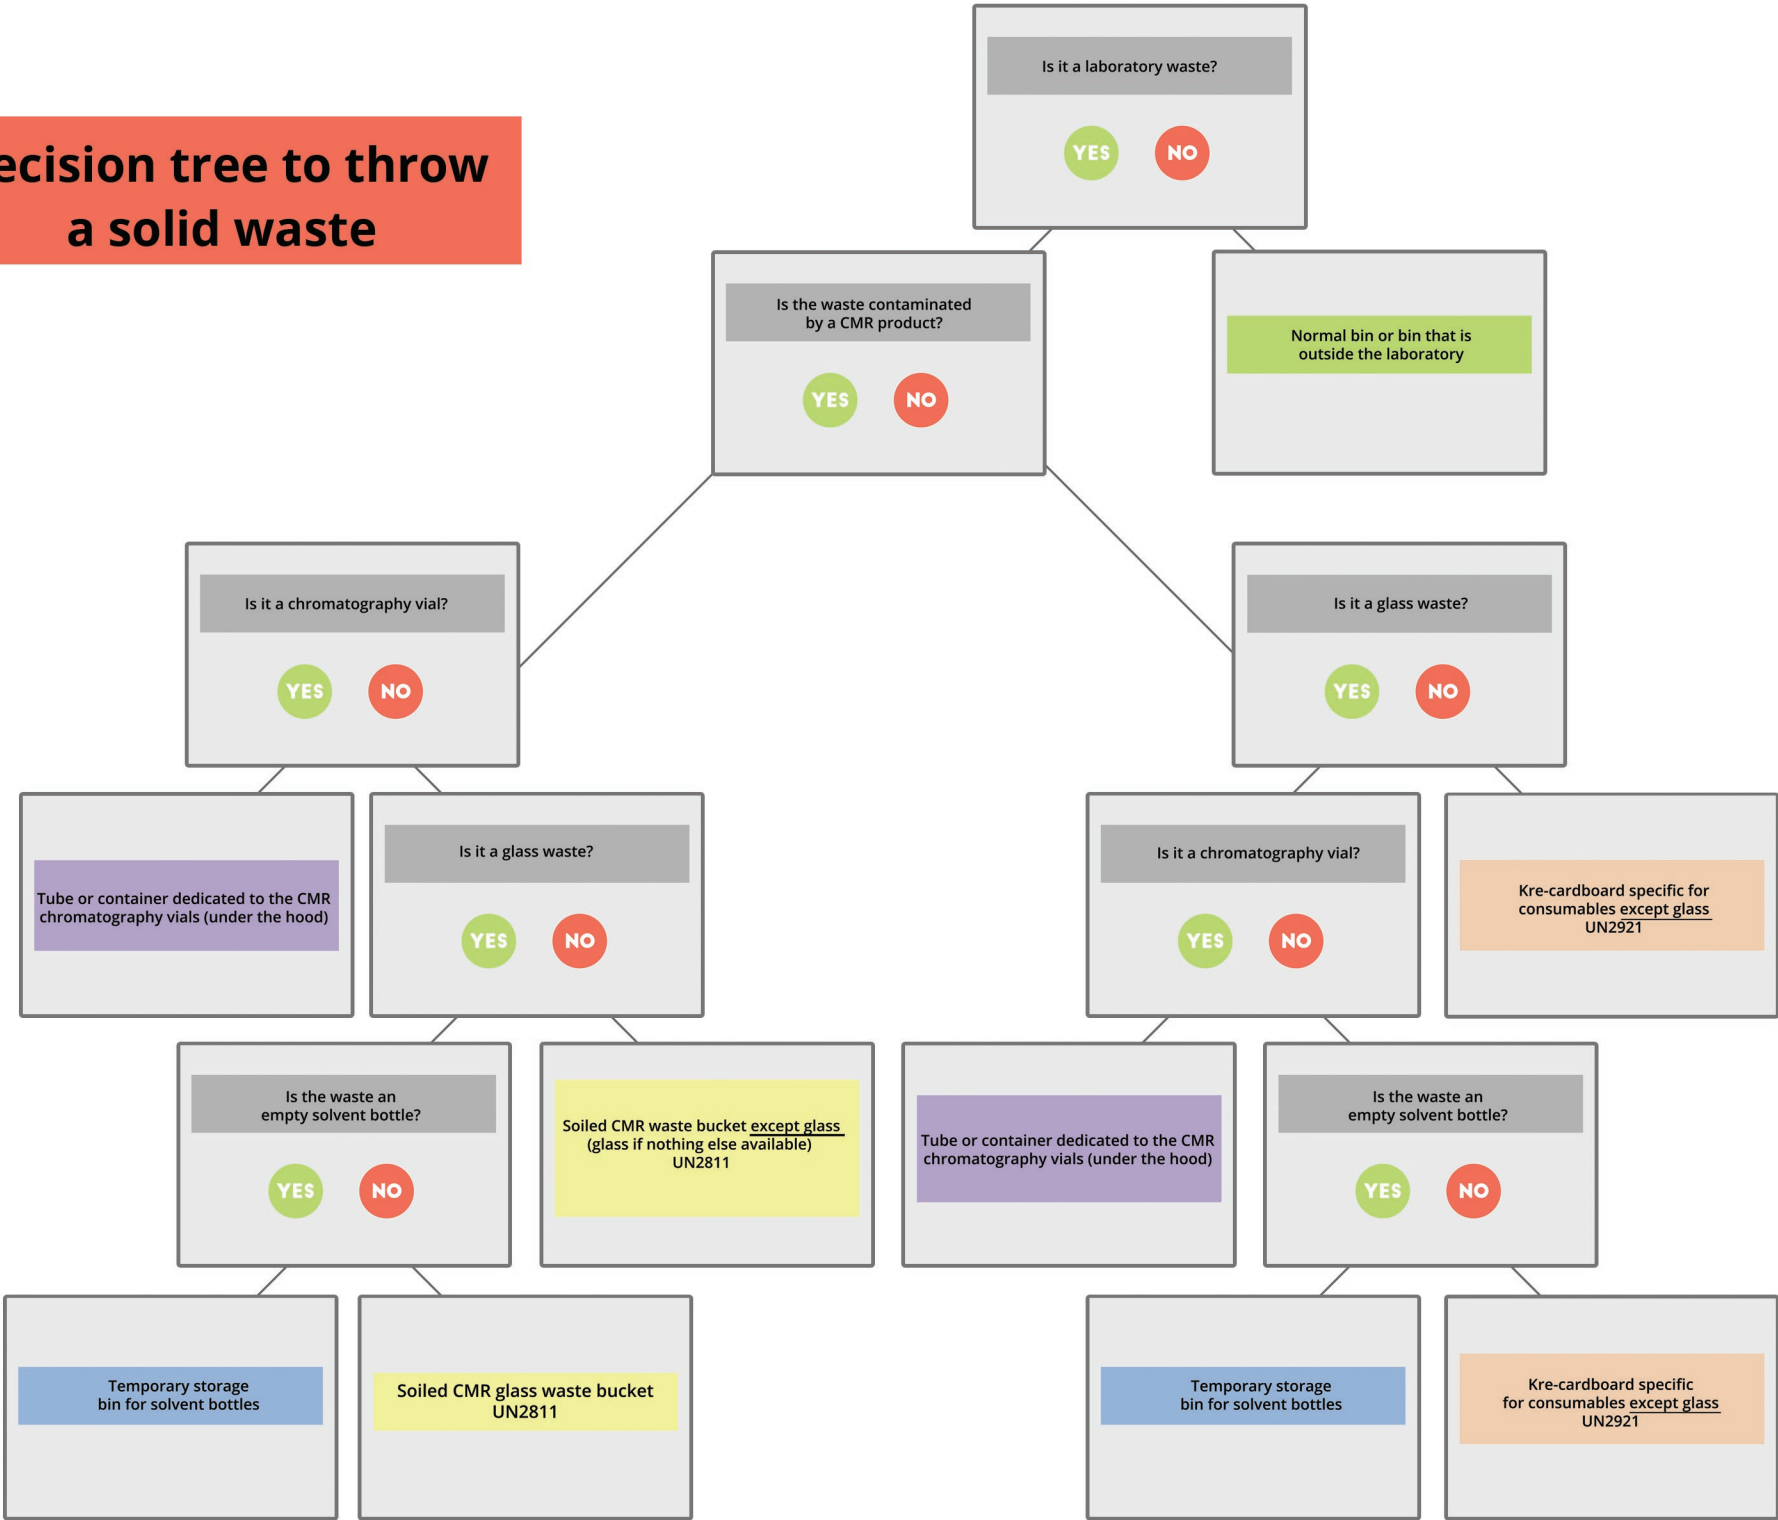 Is it a laboratory waste?
YES NO
ecision tree to throw
a solid waste
Is the waste contaminated
by a CMR product?
YES NO
Normal bin or bin that is
outside the laboratory
Is it a chromatography vial?
YES NO
Is it a glass waste?
YES NO
Tube or container dedicated to the CMR
chromatography vials (under the hood)
Is it a glass waste?
YES NO
Is it a chromatography vial?
YES NO
Kre-cardboard specific for
consumables except glass
UN2921
Is the waste an
empty solvent bottle?
YES NO
Soiled CMR waste bucket except glass
(glass if nothing else available)
UN2811
Tube or container dedicated to the CMR
chromatography vials (under the hood)
Is the waste an
empty solvent bottle?
YES NO
Temporary storage
bin for solvent bottles
Soiled CMR glass waste bucket
UN2811
Temporary storage
bin for solvent bottles
Kre-cardboard specific
for consumables except glass
UN2921